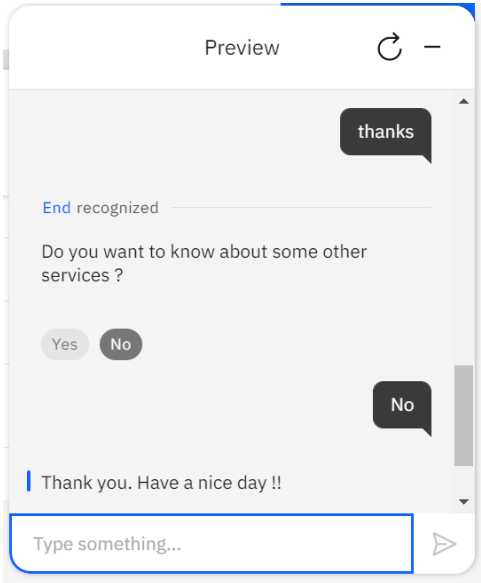 Preview
thanks
End recognized
Do you want to know about some other
services ?
Yes No
No
Thank you. Have a nice day !!
Type something...